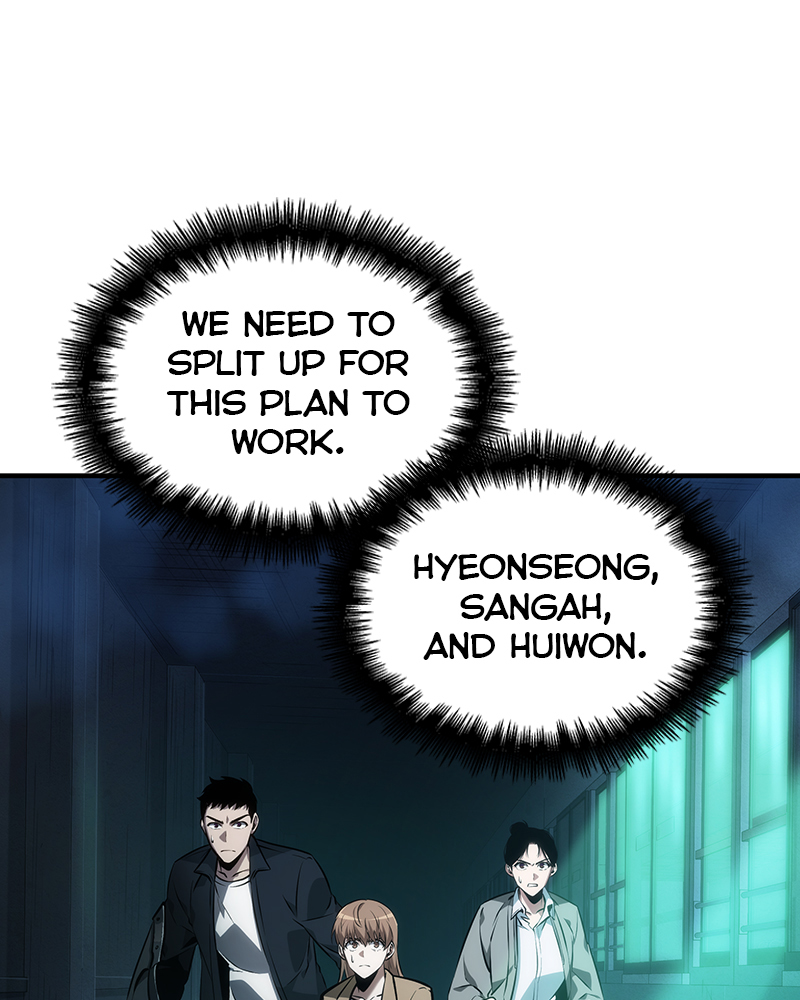 WE NEED TO
SPLIT UP FOR
THIS PLAN TO
WORK.
HYEONSEONG,
SANGAH,
AND HUIWON.